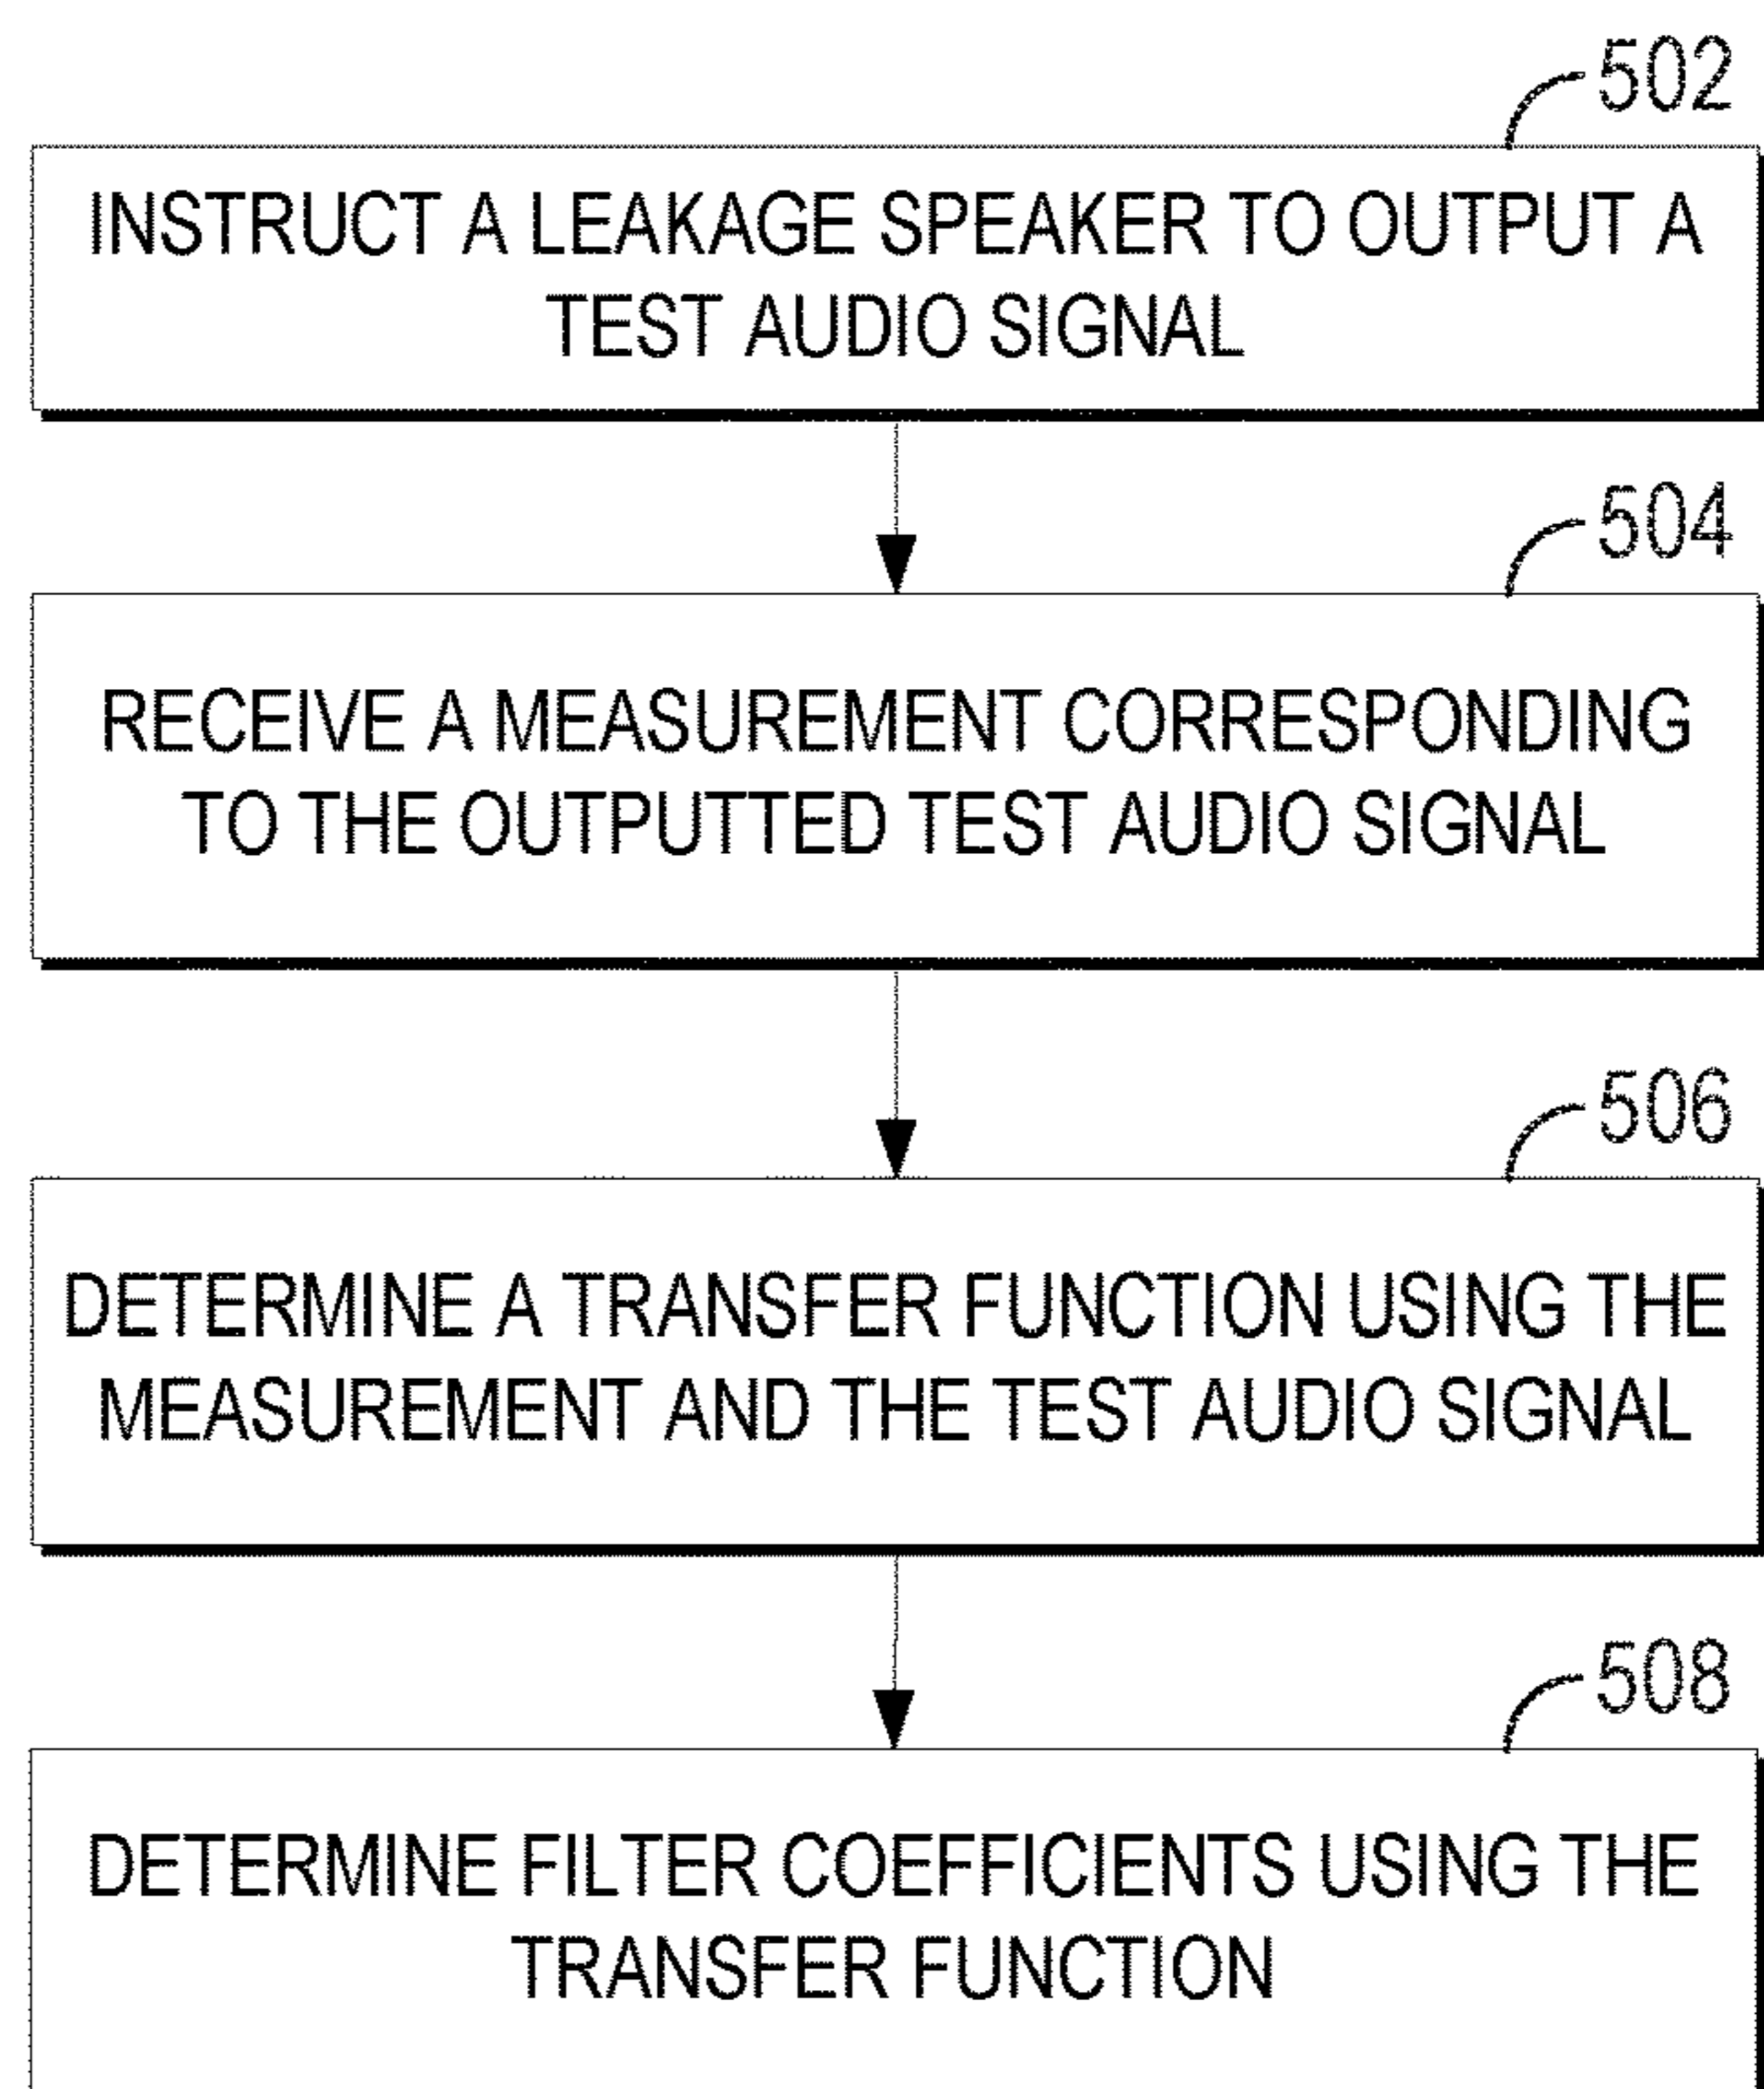 502
INSTRUCT A LEAKAGE SPEAKER TO OUTPUT A
TEST AUDIO SIGNAL
504
RECEIVE A MEASUREMENT CORRESPONDING
TO THE OUTPUTTED TEST AUDIO SIGNAL
506
DETERMINE A TRANSFER FUNCTION USING THE
MEASUREMENT AND THE TEST AUDIO SIGNAL
508
DETERMINE FILTER COEFFICIENTS USING THE
TRANSFER FUNCTION